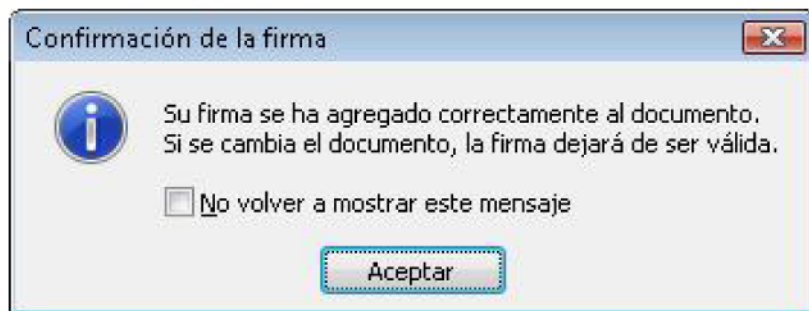 Confirmación de la firma
Su firma se ha agregado correctamente al documento.
Si se cambia el documento, la firma dejará de ser válida.
No volver a mostrar este mensaje
Aceptar